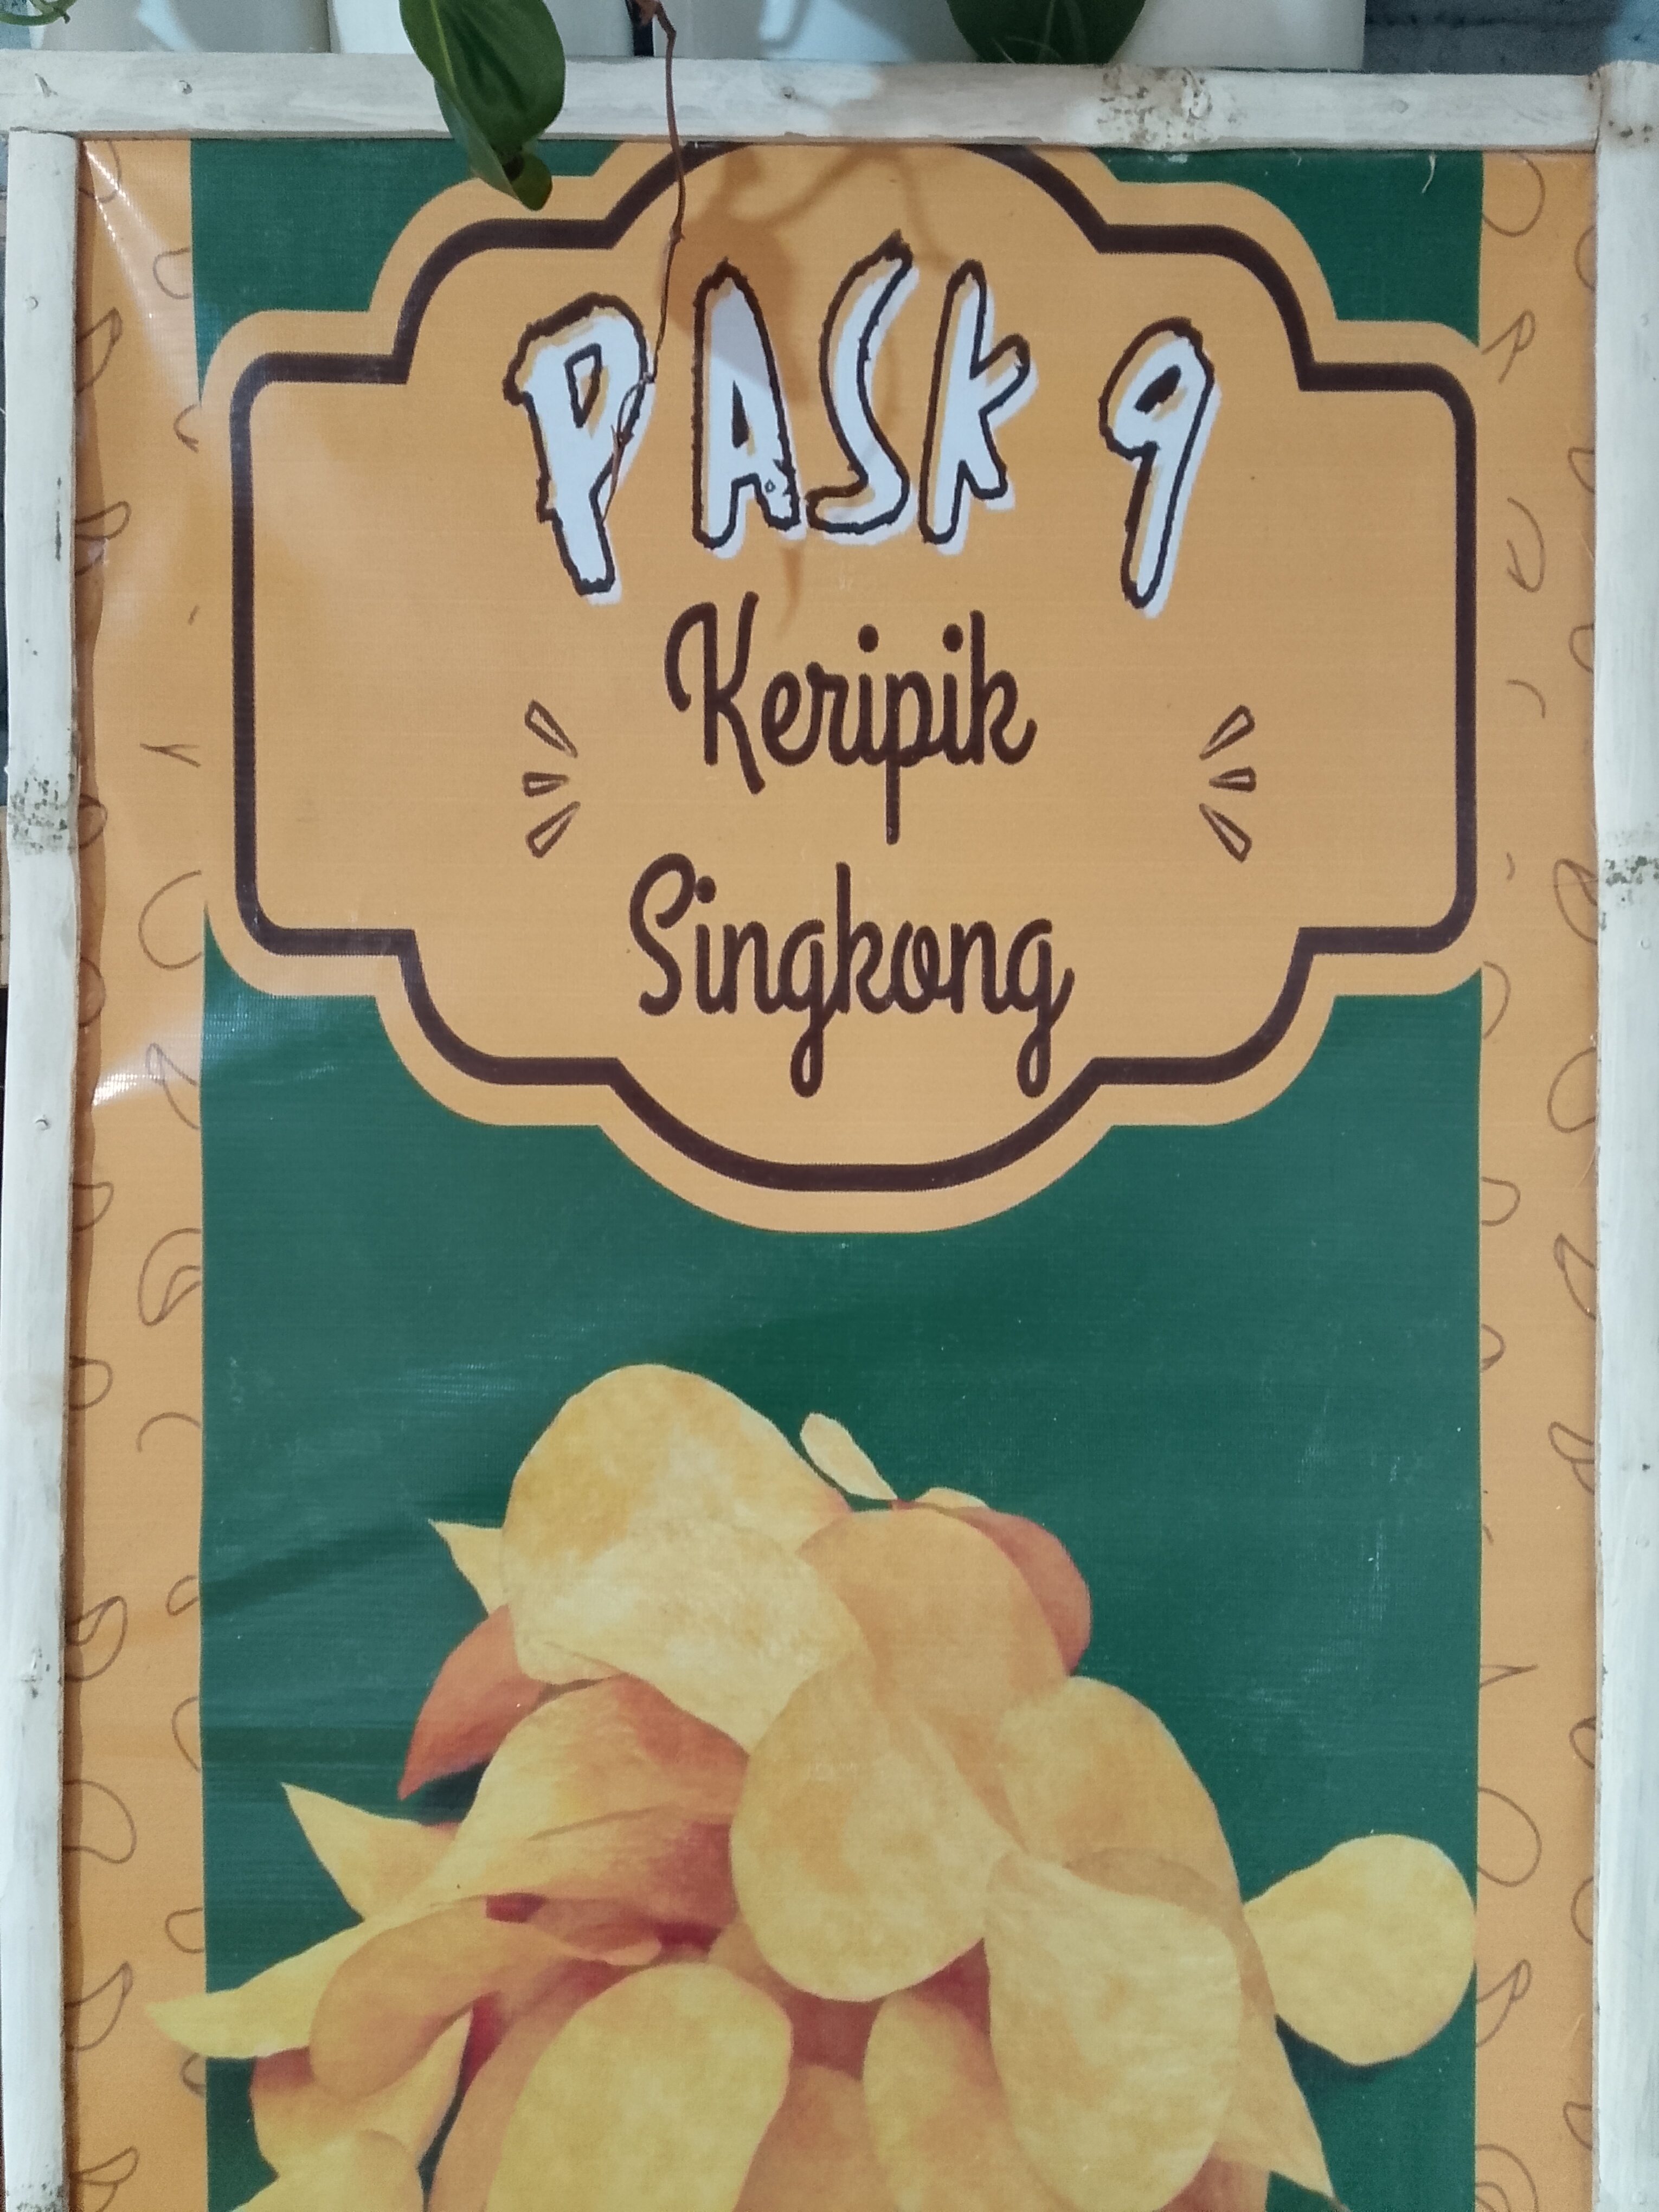 PASK 9
Keripik
Singkong